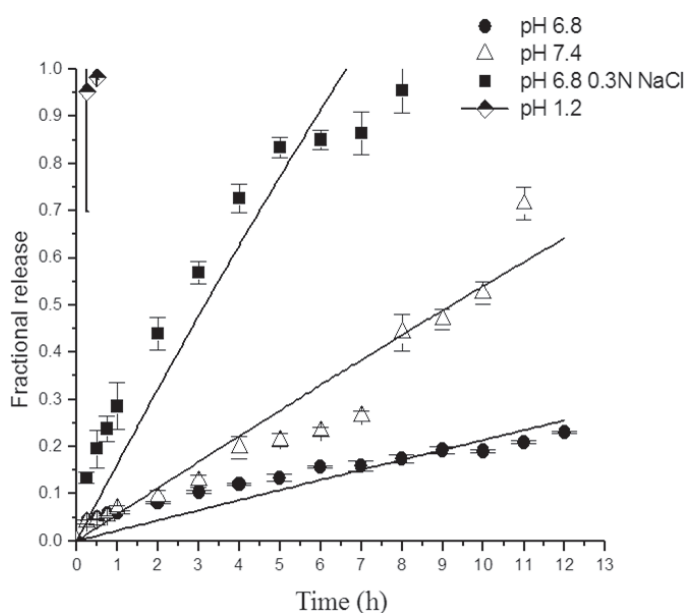 pH 6.8
pH 7.4
pH 6.8 0.3N NaCl
pH 1.2
1.0
0.9
0.8
0.7
0.6
0.5
0.4
0.3
0.2
0.1
0.0
Fractional release
0 1 2 3 4 5 6 7 8 9 10 11 12 13
Time (h)